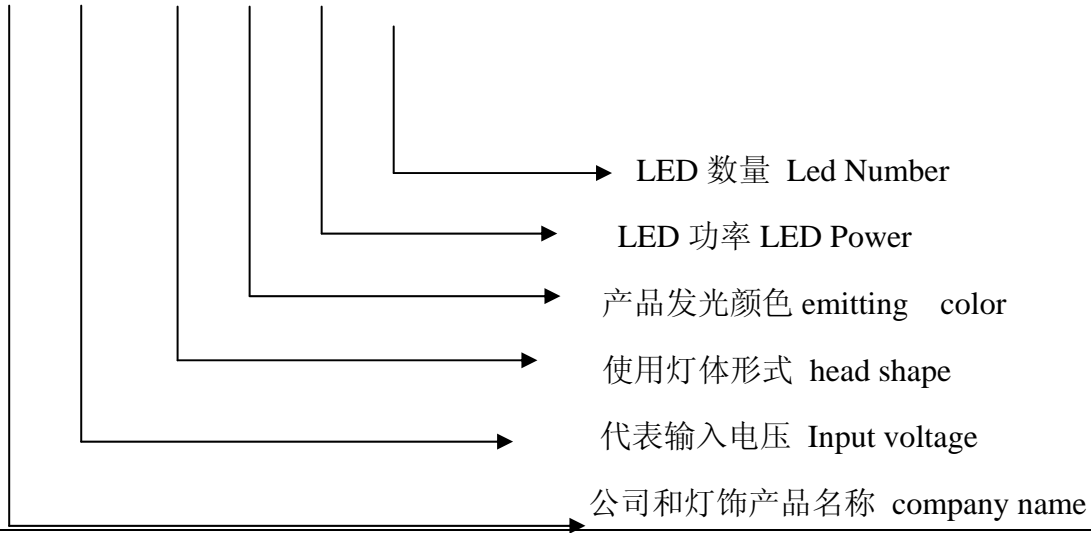 LED 数量 Led Number
LED 功率 LED Power
产品发光颜色 emitting color
使用灯体形式 head shape
代表输入电压 Input voltage
公司和灯饰产品名称 company name